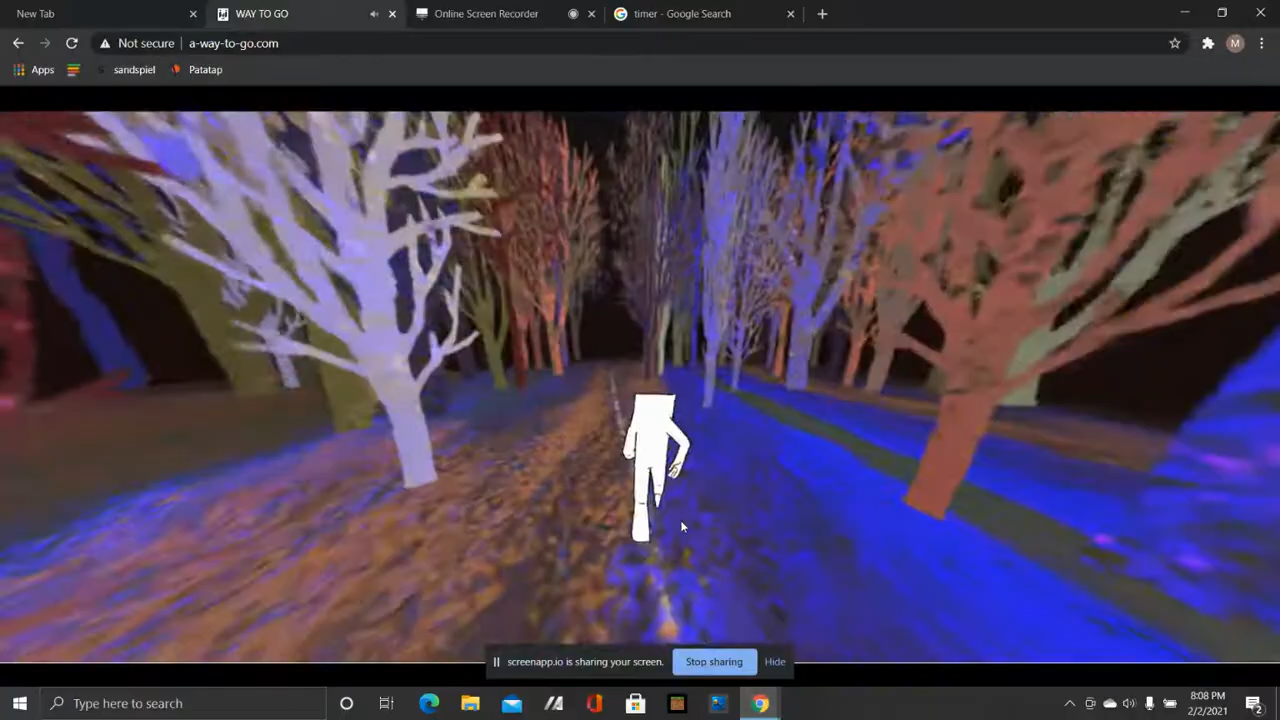 New Tab
WAY TO GO
Online Screen Recorder
timer - Google Search
Not secure
a-way-to-go.com
M
Apps
sandspiel
Patatap
screenapp.io is sharing your screen.
Stop sharing
Hide
Type here to search
8:08 PM
2/2/2021
2